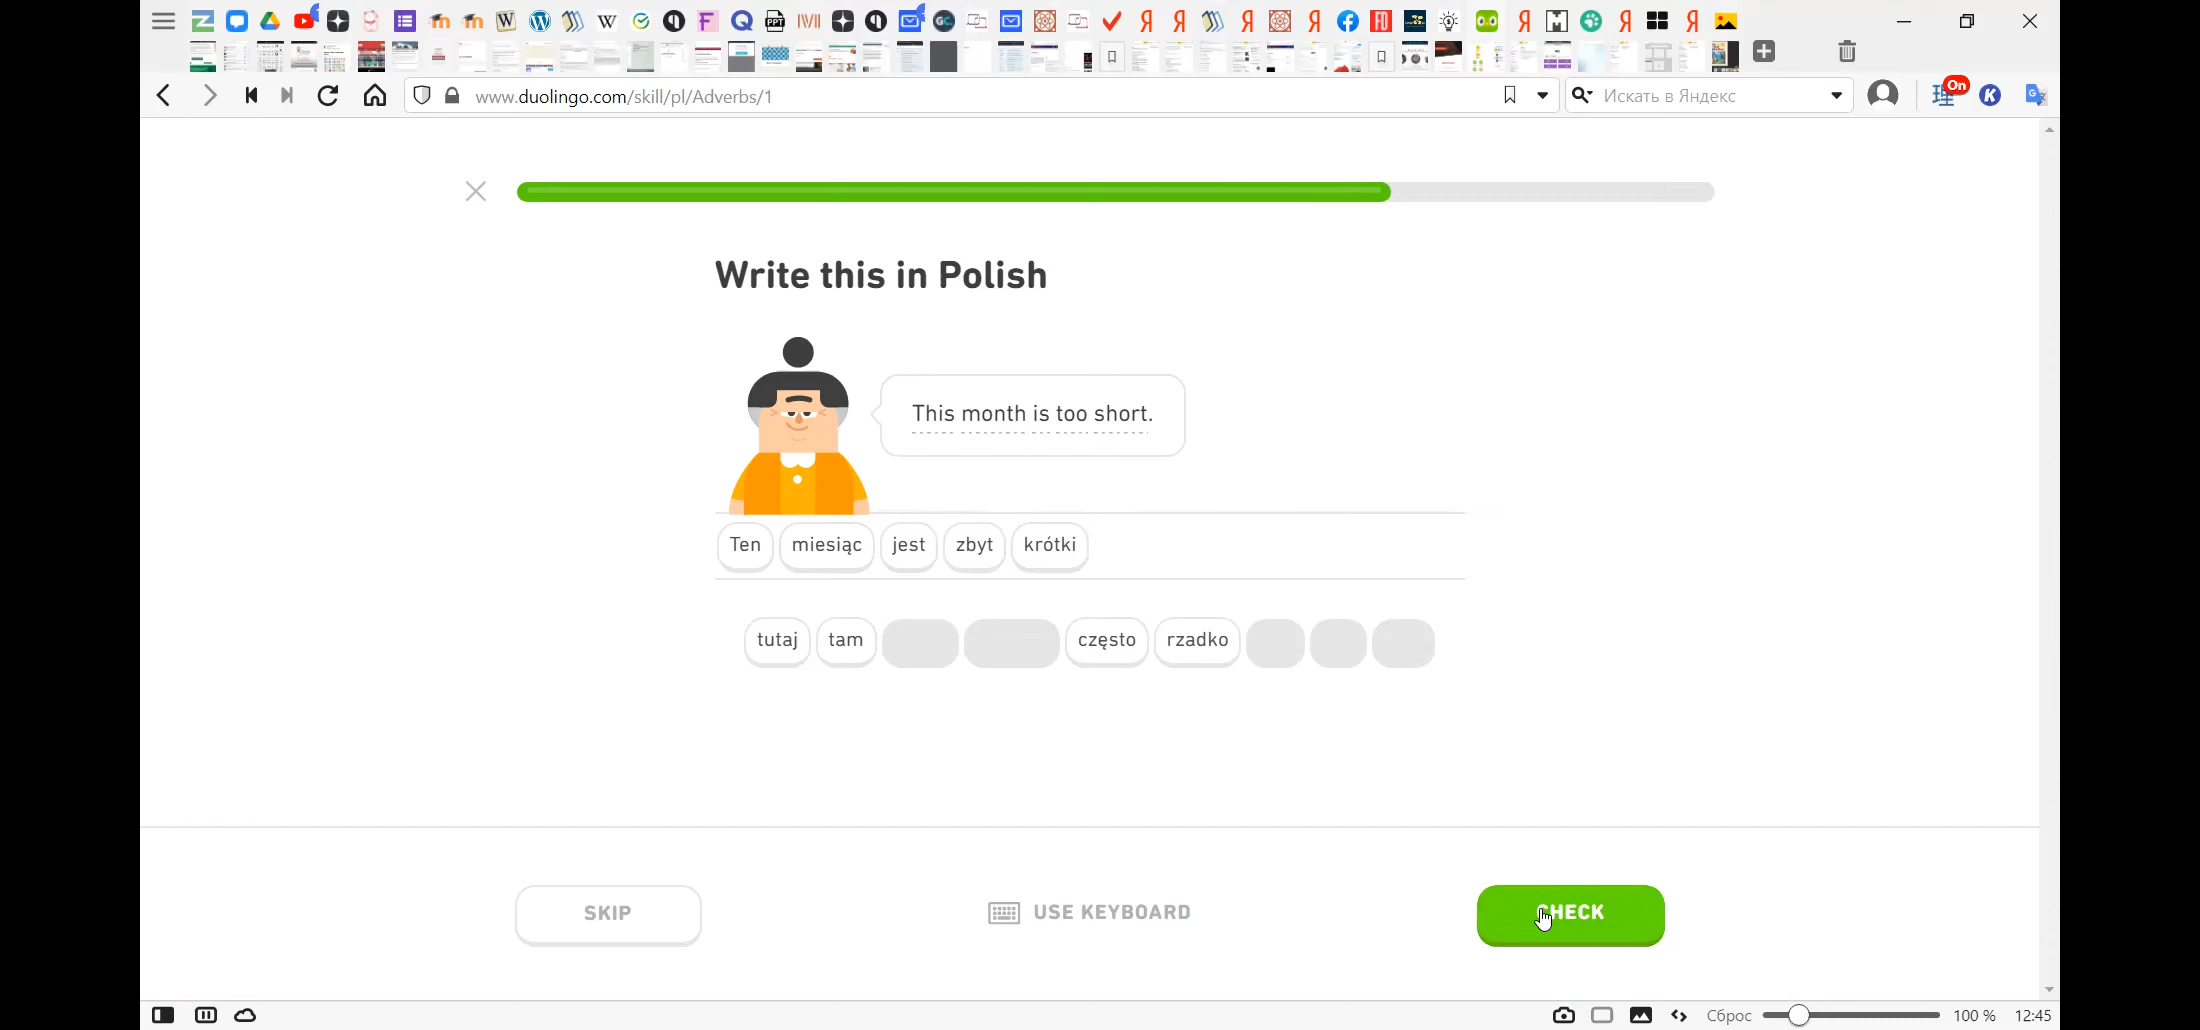 www.duolingo.com/skill/pl/Adverbs/1
Искать в Яндекс
On
Write this in Polish
This month is too short.
Ten miesiąc jest zbyt krótki
tutaj tam często rzadko
SKIP
USE KEYBOARD
CHECK
Сброс
100 %
12:45